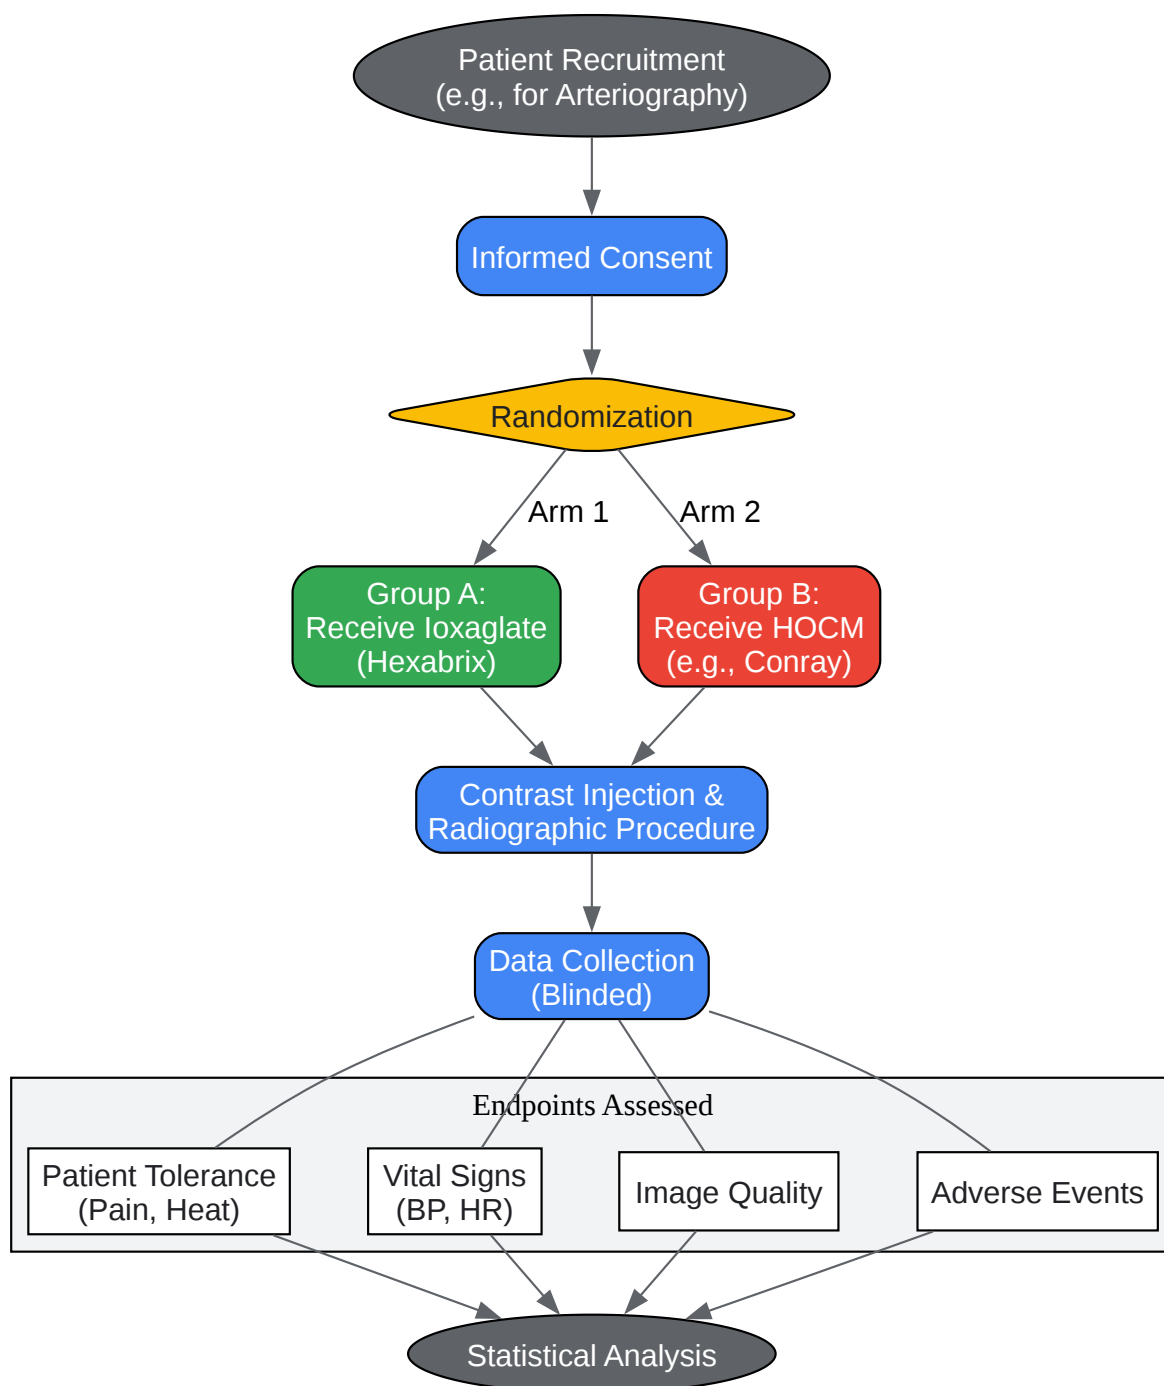 Patient Recruitment
(e.g., for Arteriography)
Informed Consent
Randomization
Arm 1
Arm 2
Group A:
Receive Ioxaglate
(Hexabrix)
Group B:
Receive HOCM
(e.g., Conray)
Contrast Injection &
Radiographic Procedure
Data Collection
(Blinded)
Endpoints Assessed
Patient Tolerance
(Pain, Heat)
Vital Signs
(BP, HR)
Image Quality
Adverse Events
Statistical Analysis